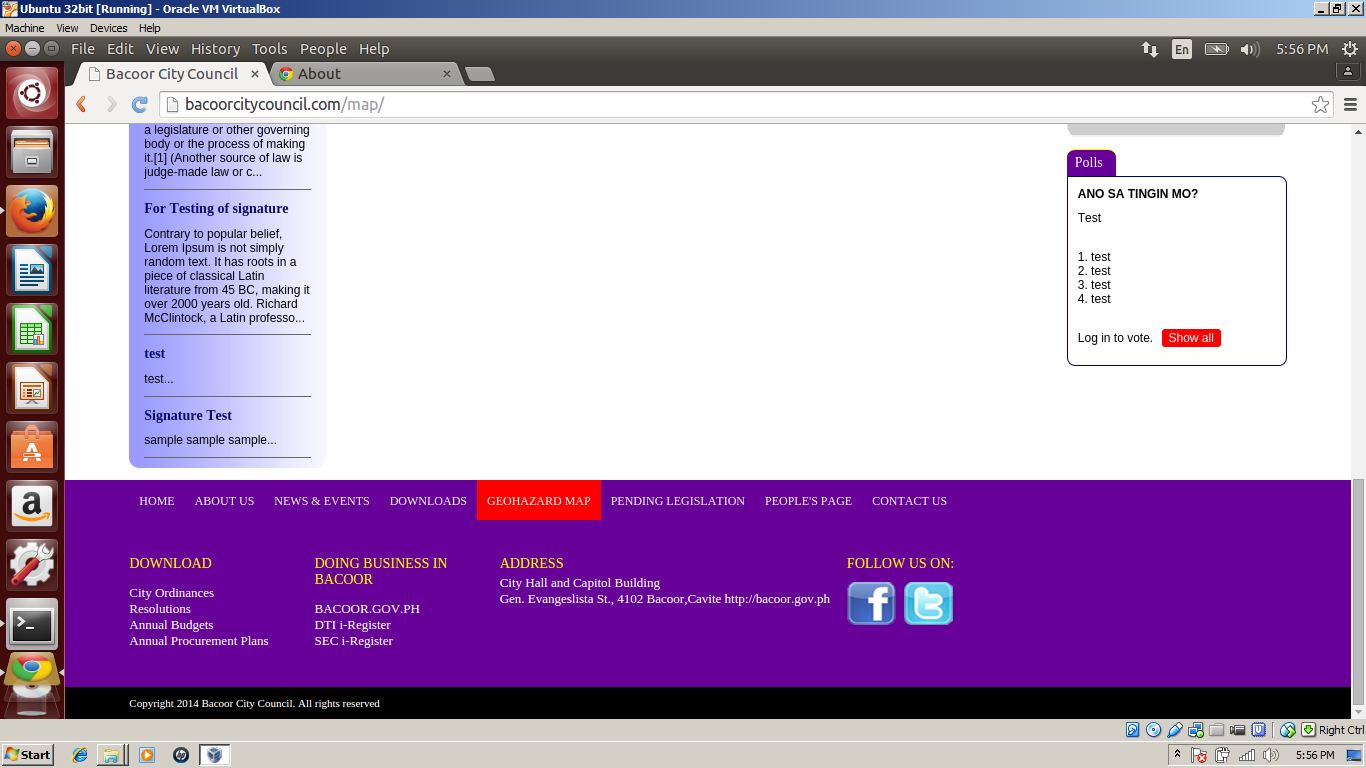 Ubuntu 32bit [Running] - Oracle VM VirtualBox
Machine View Devices Help
File Edit View History Tools People Help
En 5:56 PM
Bacoor City Council About
bacoorcitycouncil.com/map/
a legislature or other governing
body or the process of making
it.[1] (Another source of law is
judge-made law or c...
For Testing of signature
Contrary to popular belief,
Lorem Ipsum is not simply
random text. It has roots in a
piece of classical Latin
literature from 45 BC, making it
over 2000 years old. Richard
McClintock, a Latin professo...
test
test...
Signature Test
sample sample sample...
Polls
ANO SA TINGIN MO?
Test
1. test
2. test
3. test
4. test
Log in to vote. Show all
HOME ABOUT US NEWS & EVENTS DOWNLOADS GEOHAZARD MAP PENDING LEGISLATION PEOPLE'S PAGE CONTACT US
DOWNLOAD
City Ordinances
Resolutions
Annual Budgets
Annual Procurement Plans
DOING BUSINESS IN
BACOOR
BACOOR.GOV.PH
DTI i-Register
SEC i-Register
ADDRESS
City Hall and Capitol Building
Gen. Evangeslista St., 4102 Bacoor,Cavite http://bacoor.gov.ph
FOLLOW US ON:
Copyright 2014 Bacoor City Council. All rights reserved
Right Ctrl
Start 5:56 PM